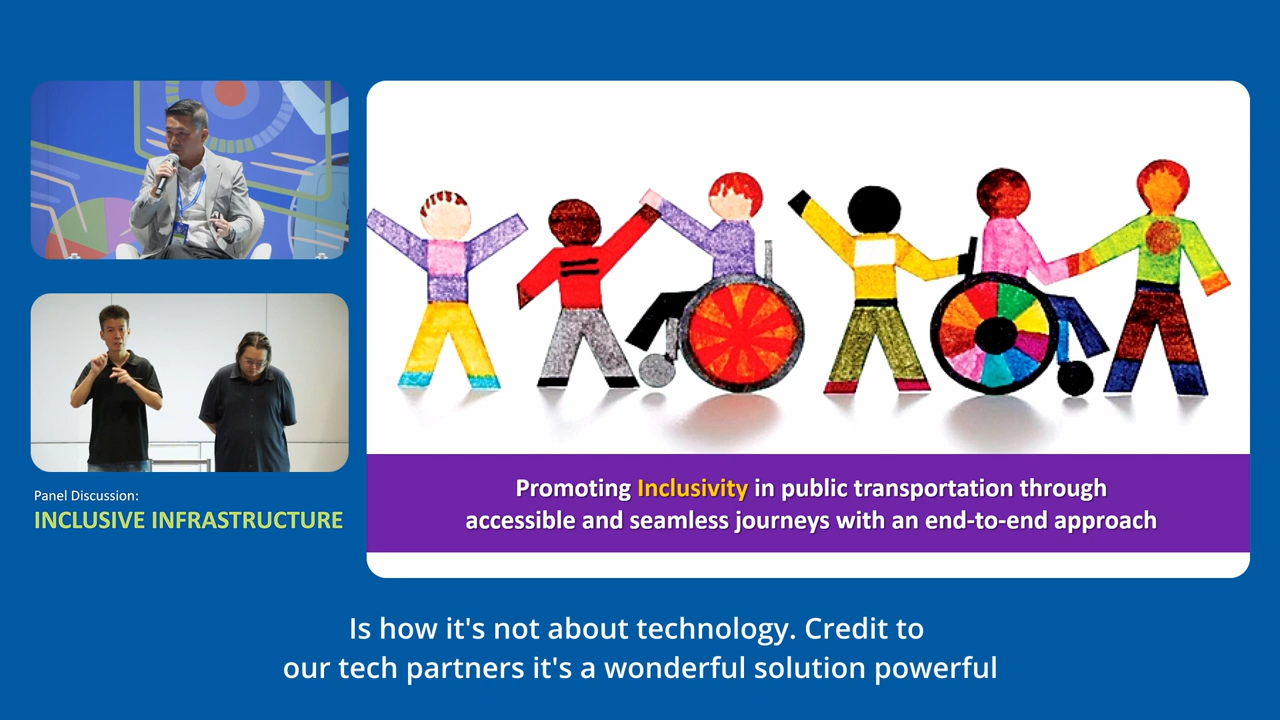 Panel Discussion:
INCLUSIVE INFRASTRUCTURE
Promoting Inclusivity in public transportation through
accessible and seamless journeys with an end-to-end approach
Is how it's not about technology. Credit to
our tech partners it's a wonderful solution powerful